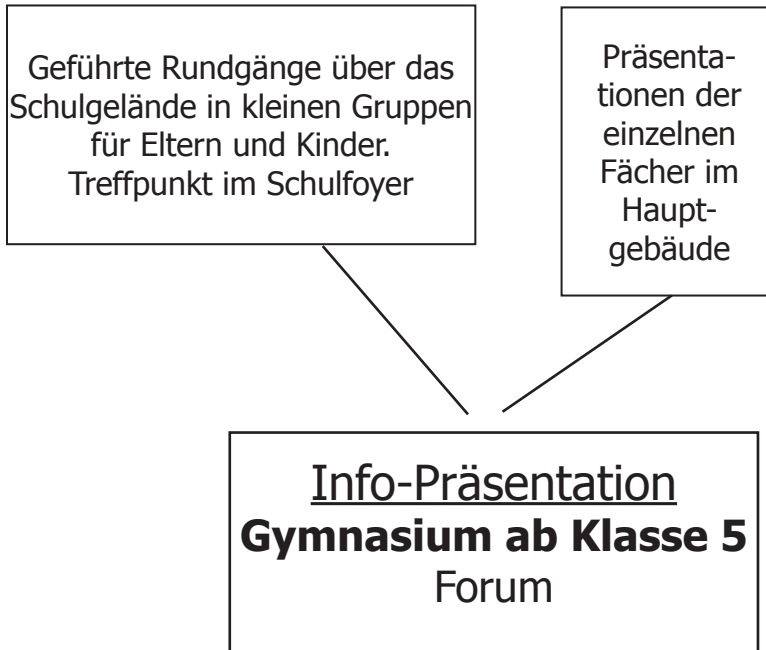 Geführte Rundgänge über das
Schulgelände in kleinen Gruppen
für Eltern und Kinder.
Treffpunkt im Schulfoyer
Präsenta-
tionen der
einzelnen
Fächer im
Haupt-
gebäude
Info-Präsentation
Gymnasium ab Klasse 5
Forum